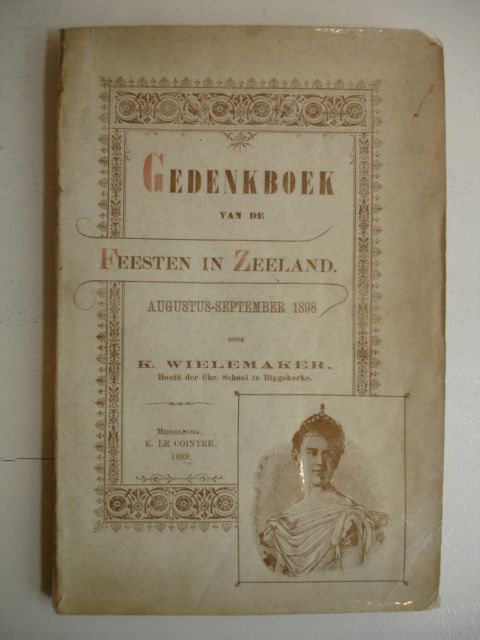 GEDENKBOEK
VAN DE
FEESTEN IN ZEELAND.
AUGUSTUS-SEPTEMBER 1898
DOOR
K. WIELEMAKER,
Hoofd der Chr. School te Biggekerke.
MIDDELBURG,
K. LE COINTRE,
1899.